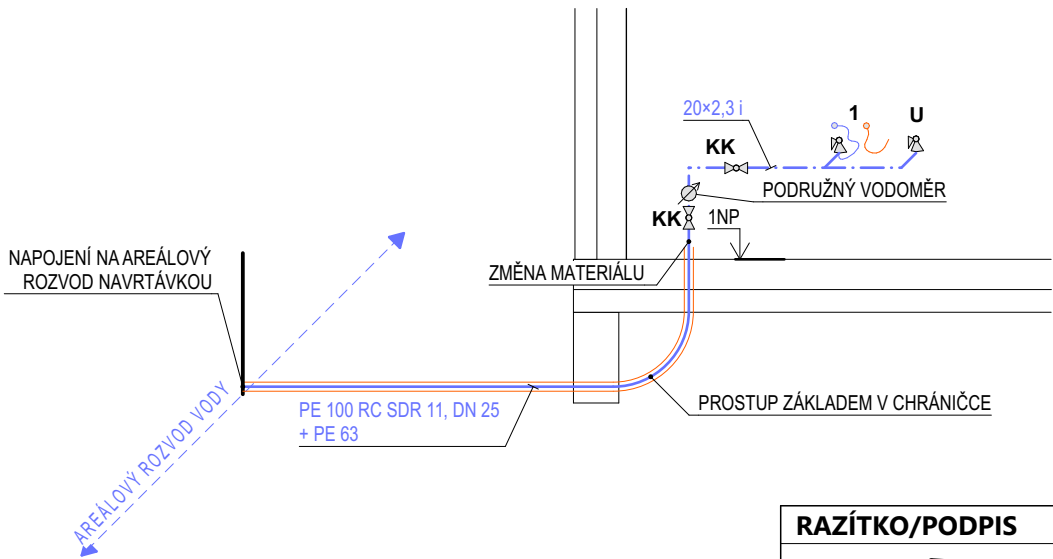 20×2,3 i
1
U
KK
PODRUŽNÝ VODOMĚR
KK
1NP
NAPOJENÍ NA AREÁLOVÝ
ROZVOD NAVRTÁVKOU
ZMĚNA MATERIÁLU
AREÁLOVÝ ROZVOD VODY
PE 100 RC SDR 11, DN 25
+ PE 63
PROSTUP ZÁKLADEM V CHRÁNIČCE
RAZÍTKO/PODPIS